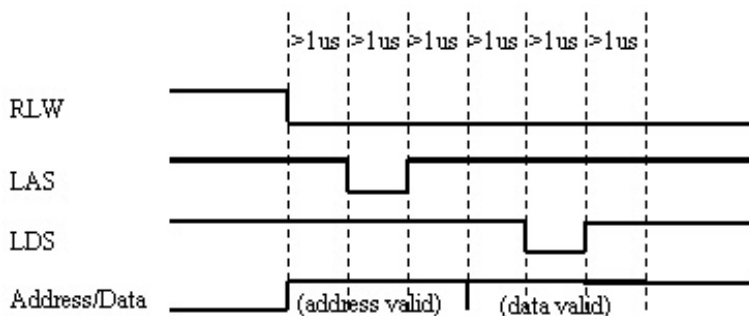 >1us >1us >1us >1us >1us >1us
RLW
LAS
LDS
Address/Data (address valid) (data valid)